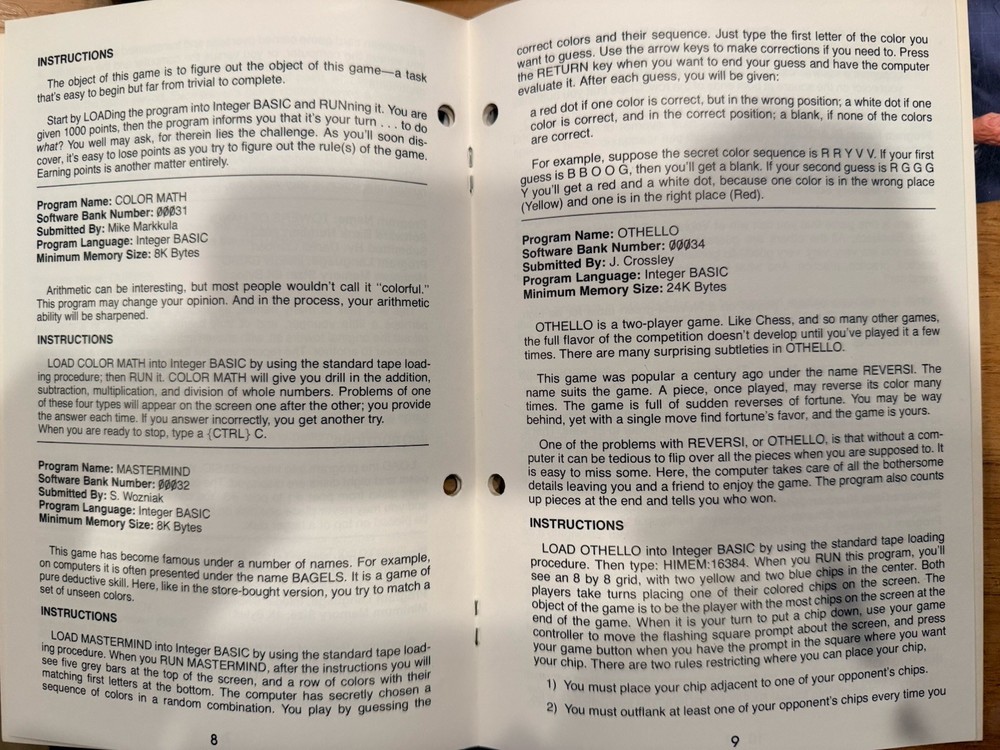 INSTRUCTIONS
The object of this game is to figure out the object of this game—a task
that's easy to begin but far from trivial to complete.
Start by LOADing the program into Integer BASIC and RUNning it. You are
given 1000 points, then the program informs you that it's your turn . . . to do
what? You well may ask, for therein lies the challenge. As you'll soon dis-
cover, it's easy to lose points as you try to figure out the rule(s) of the game.
Earning points is another matter entirely.
Program Name: COLOR MATH
Software Bank Number: 00031
Submitted By: Mike Markkula
Program Language: Integer BASIC
Minimum Memory Size: 8K Bytes
Arithmetic can be interesting, but most people wouldn't call it "colorful."
This program may change your opinion. And in the process, your arithmetic
ability will be sharpened.
INSTRUCTIONS
LOAD COLOR MATH into Integer BASIC by using the standard tape load-
ing procedure; then RUN it. COLOR MATH will give you drill in the addition,
subtraction, multiplication, and division of whole numbers. Problems of one
of these four types will appear on the screen one after the other; you provide
the answer each time. If you answer incorrectly, you get another try.
When you are ready to stop, type a {CTRL} C.
Program Name: MASTERMIND
Software Bank Number: 00032
Submitted By: S. Wozniak
Program Language: Integer BASIC
Minimum Memory Size: 8K Bytes
This game has become famous under a number of names. For example,
on computers it is often presented under the name BAGELS. It is a game of
pure deductive skill. Here, like in the store-bought version, you try to match a
set of unseen colors.
INSTRUCTIONS
LOAD MASTERMIND into Integer BASIC by using the standard tape load-
ing procedure. When you RUN MASTERMIND, after the instructions you will
see five grey bars at the top of the screen, and a row of colors with their
matching first letters at the bottom. The computer has secretly chosen a
sequence of colors in a random combination. You play by guessing the
8
correct colors and their sequence. Just type the first letter of the color you
want to guess. Use the arrow keys to make corrections if you need to. Press
the RETURN key when you want to end your guess and have the computer
evaluate it. After each guess, you will be given:
a red dot if one color is correct, but in the wrong position; a white dot if one
color is correct, and in the correct position; a blank, if none of the colors
are correct.
For example, suppose the secret color sequence is R R Y V V. If your first
guess is B B O O G, then you'll get a blank. If your second guess is R G G G
Y you'll get a red and a white dot, because one color is in the wrong place
(Yellow) and one is in the right place (Red).
Program Name: OTHELLO
Software Bank Number: 00034
Submitted By: J. Crossley
Program Language: Integer BASIC
Minimum Memory Size: 24K Bytes
OTHELLO is a two-player game. Like Chess, and so many other games,
the full flavor of the competition doesn't develop until you've played it a few
times. There are many surprising subtleties in OTHELLO.
This game was popular a century ago under the name REVERSI. The
name suits the game. A piece, once played, may reverse its color many
times. The game is full of sudden reverses of fortune. You may be way
behind, yet with a single move find fortune's favor, and the game is yours.
One of the problems with REVERSI, or OTHELLO, is that without a com-
puter it can be tedious to flip over all the pieces when you are supposed to. It
is easy to miss some. Here, the computer takes care of all the bothersome
details leaving you and a friend to enjoy the game. The program also counts
up pieces at the end and tells you who won.
INSTRUCTIONS
LOAD OTHELLO into Integer BASIC by using the standard tape loading
procedure. Then type: HIMEM:16384. When you RUN this program, you'll
see an 8 by 8 grid, with two yellow and two blue chips in the center. Both
players take turns placing one of their colored chips on the screen. The
object of the game is to be the player with the most chips on the screen at the
end of the game. When it is your turn to put a chip down, use your game
controller to move the flashing square prompt about the screen, and press
your game button when you have the prompt in the square where you want
your chip. There are two rules restricting where you can place your chip,
1) You must place your chip adjacent to one of your opponent's chips.
2) You must outflank at least one of your opponent's chips every time you
9